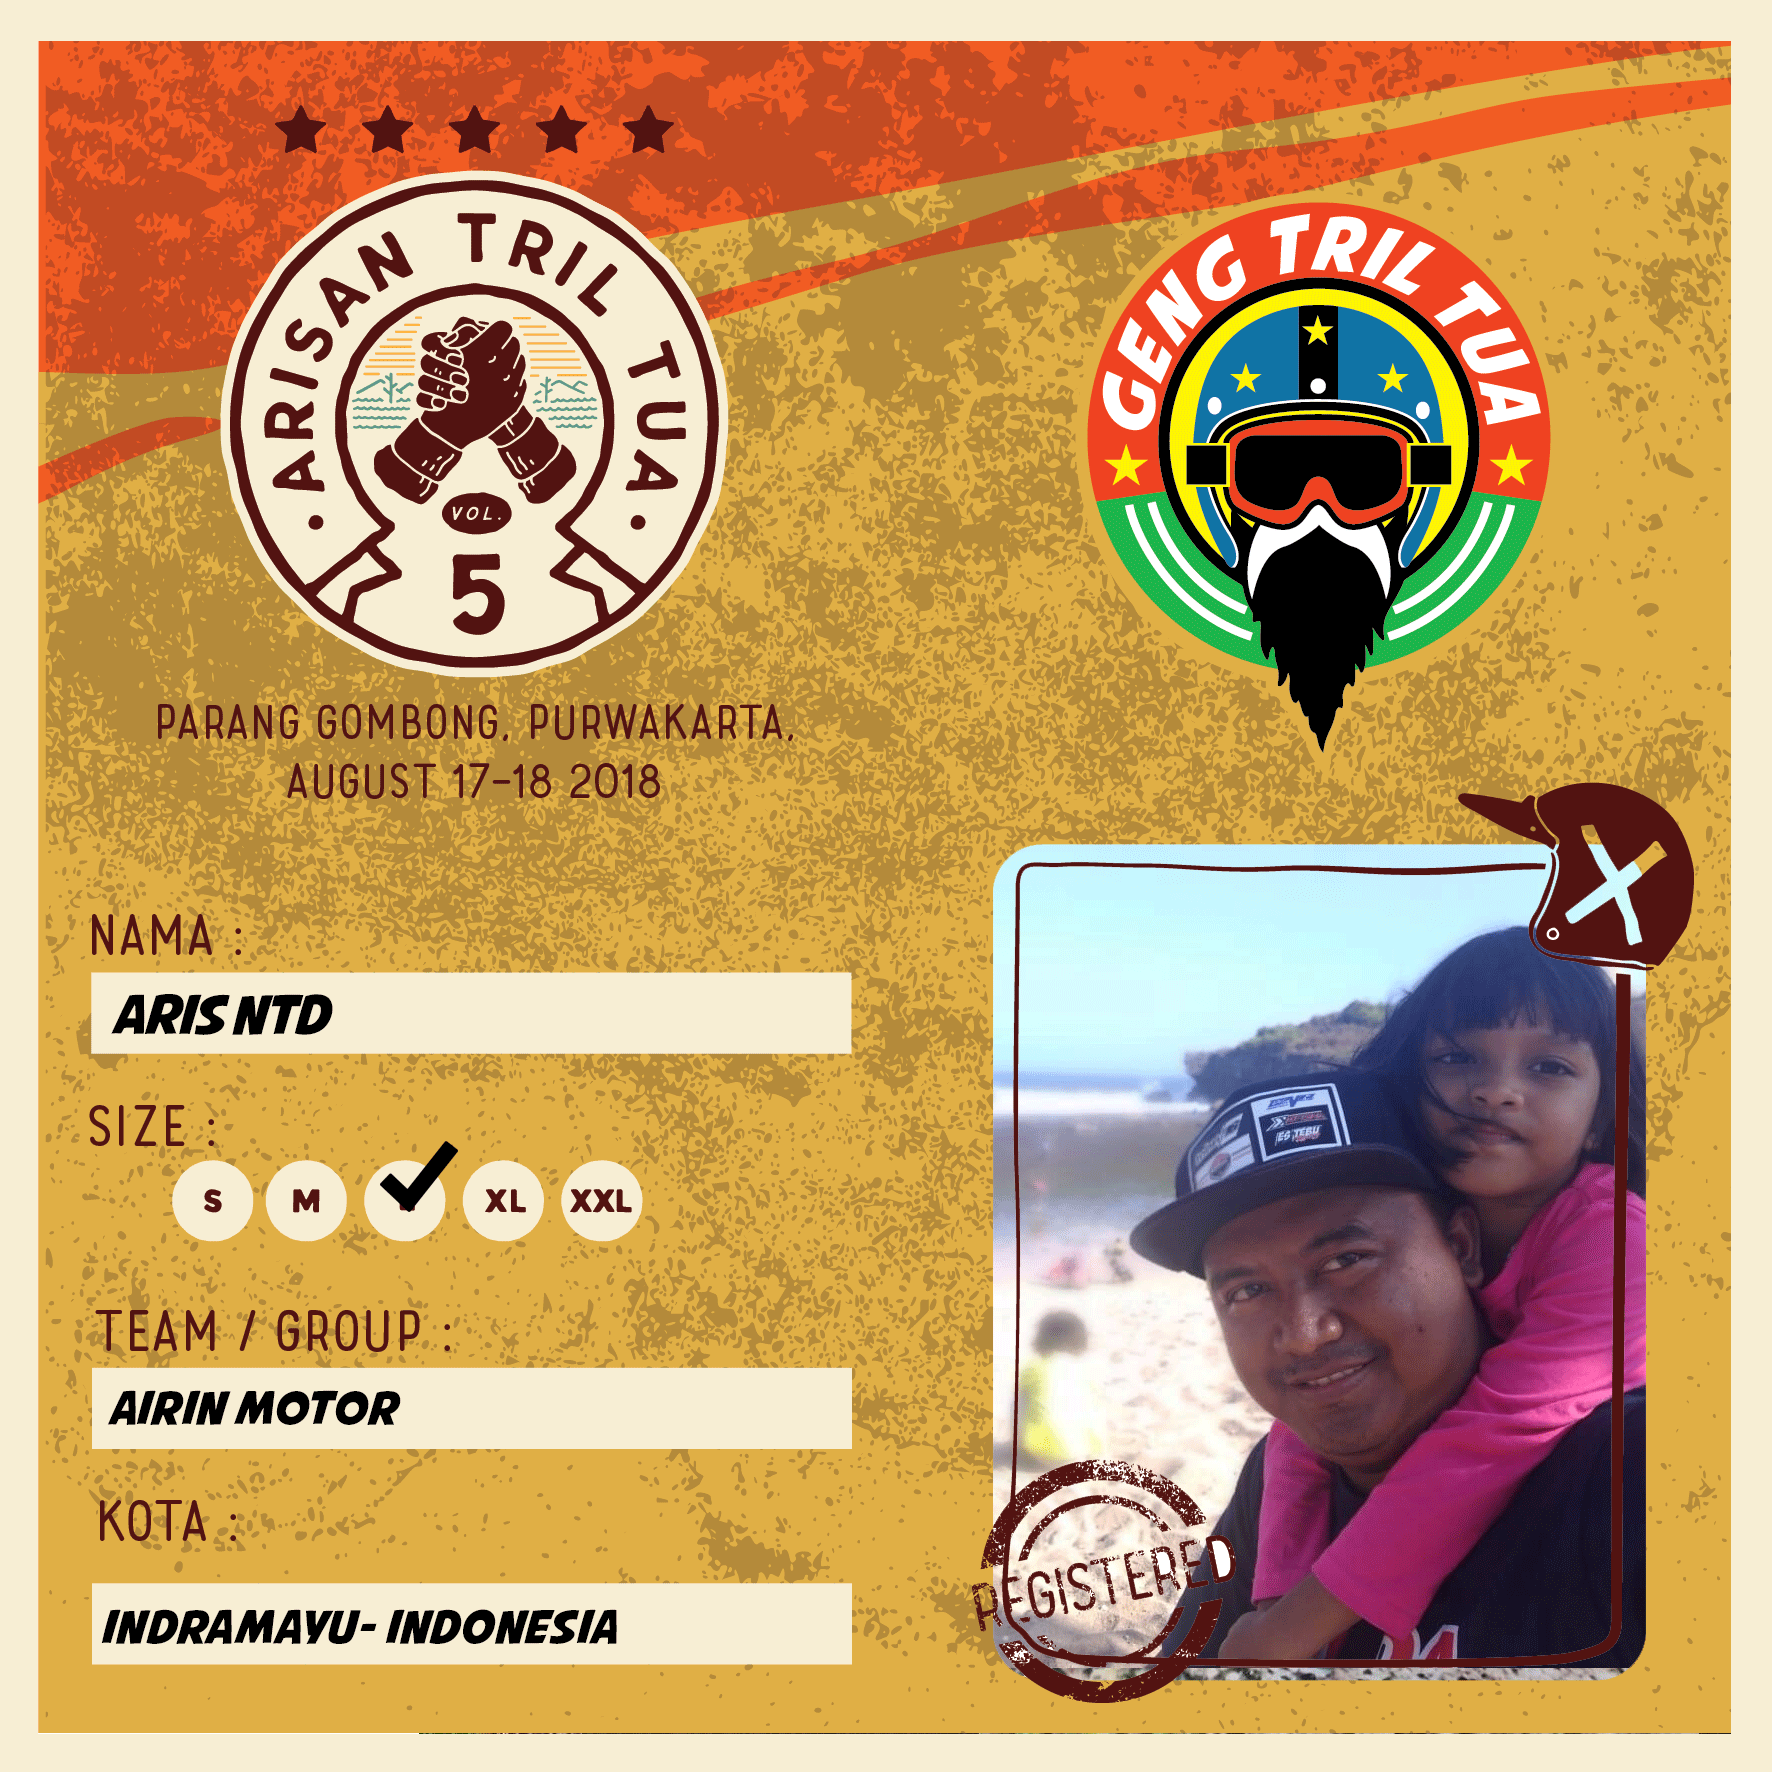 ARISAN TRIL TUA
VOL.
5
GENG TRIL TUA
PARANG GOMBONG, PURWAKARTA,
AUGUST 17-18 2018
NAMA :
ARIS NTD
SIZE :
S M XL XXL
TEAM / GROUP :
AIRIN MOTOR
KOTA :
INDRAMAYU- INDONESIA
REGISTERED